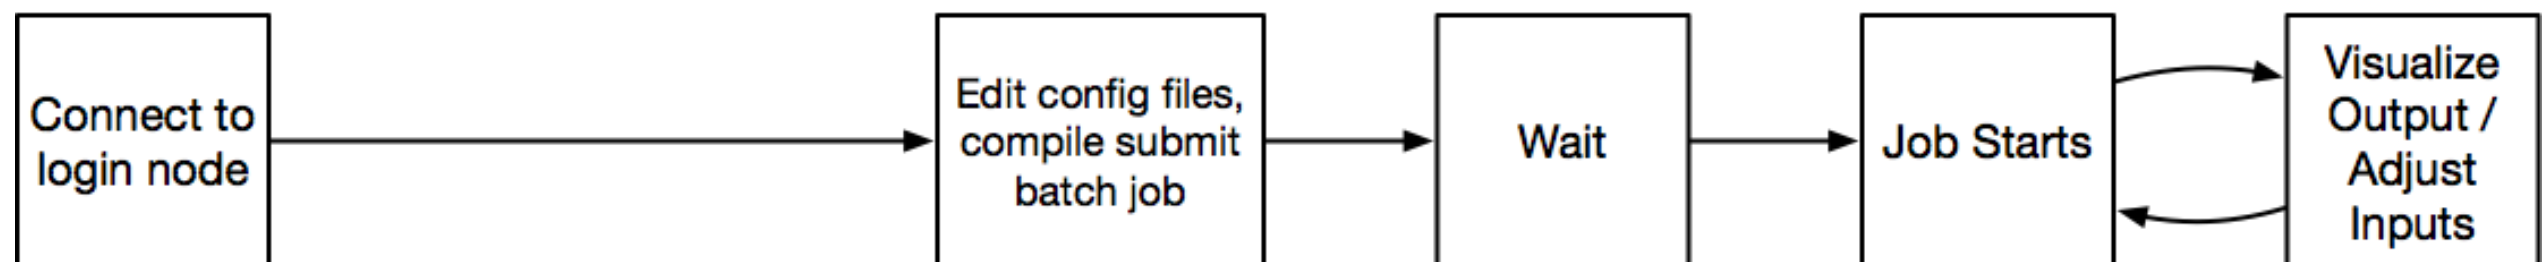 Connect to
login node
Edit config files,
compile submit
batch job
Wait
Job Starts
Visualize
Output /
Adjust
Inputs